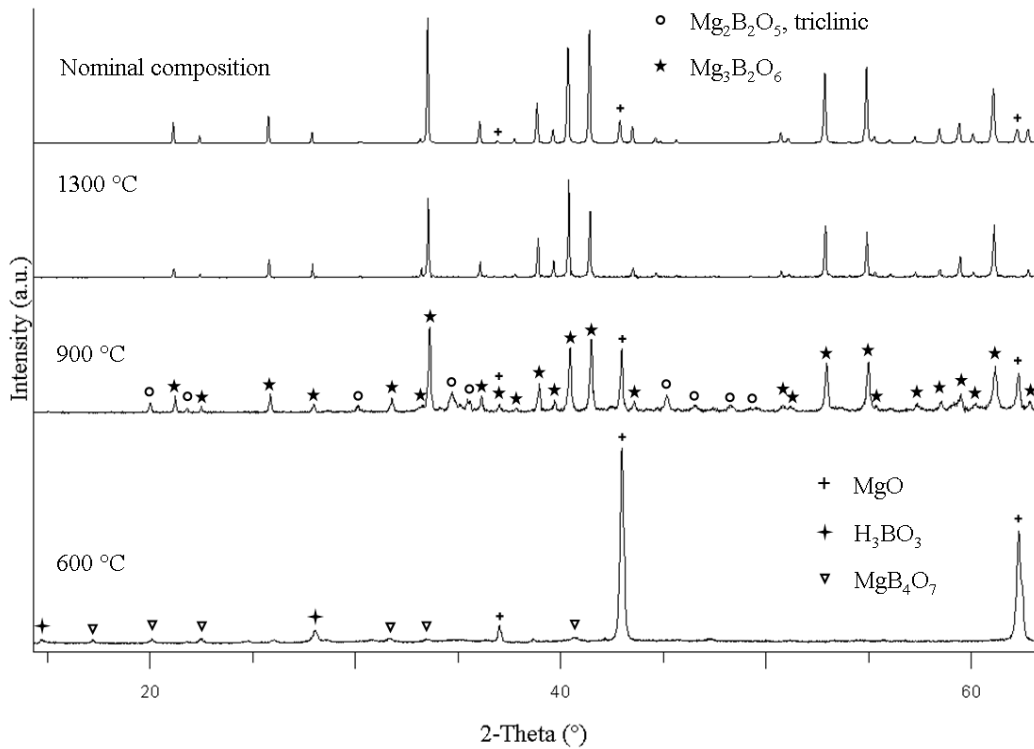 Mg₂B₂O₅, triclinic
Mg₃B₂O₆
Nominal composition
1300 °C
900 °C
600 °C
MgO
H₃BO₃
MgB₄O₇
Intensity (a.u.)
20 40 60
2-Theta (°)